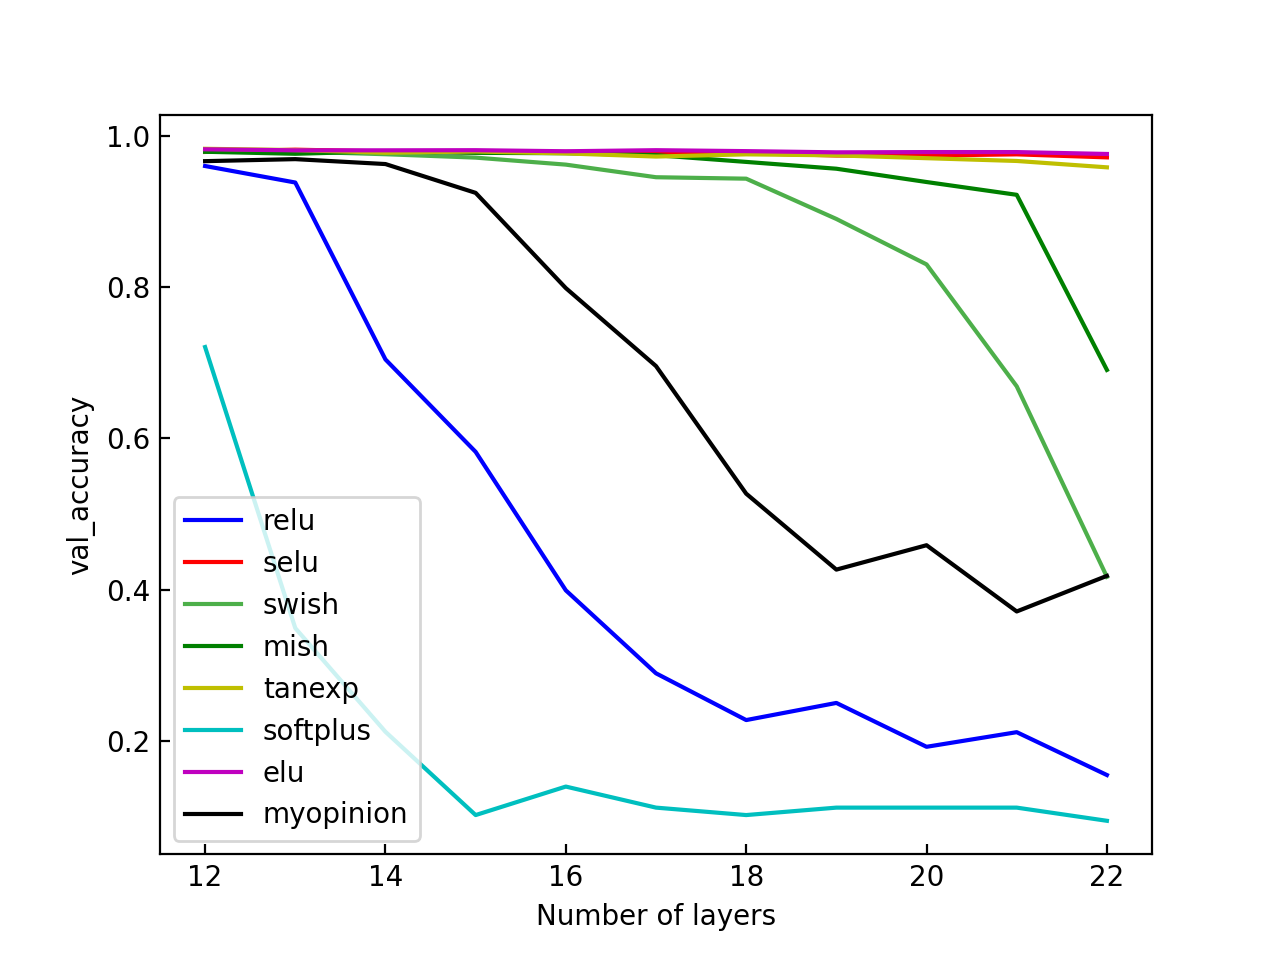 1.0
0.8
0.6
0.4
0.2
val_accuracy
relu
selu
swish
mish
tanexp
softplus
elu
myopinion
12 14 16 18 20 22
Number of layers